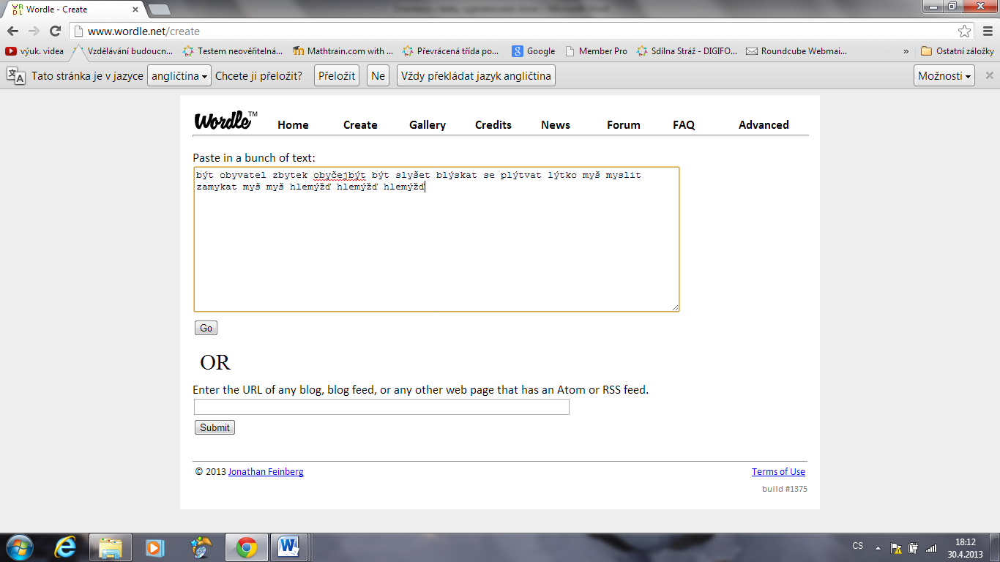 Wordle - Create
www.wordle.net/create
výuk. videa
Vzdělávání budoucn...
Testem neověřitelná...
Mathtrain.com with ...
Převrácená třída po...
Google
Member Pro
Sdílna Stráž - DIGIFO...
Roundcube Webmai...
»
Ostatní záložky
Tato stránka je v jazyce angličtina Chcete ji přeložit? Přeložit Ne Vždy překládat jazyk angličtina Možnosti
Wordle™ Home Create Gallery Credits News Forum FAQ Advanced
Paste in a bunch of text:
být obyvatel zbytek obyčejbýt být slyšet blýskat se plýtvat lýtko myš myslit
zamykat myš myš hlemýžď hlemýžď hlemýžď
Go
OR
Enter the URL of any blog, blog feed, or any other web page that has an Atom or RSS feed.
Submit
© 2013 Jonathan Feinberg Terms of Use
build #1375
CS
18:12
30.4.2013